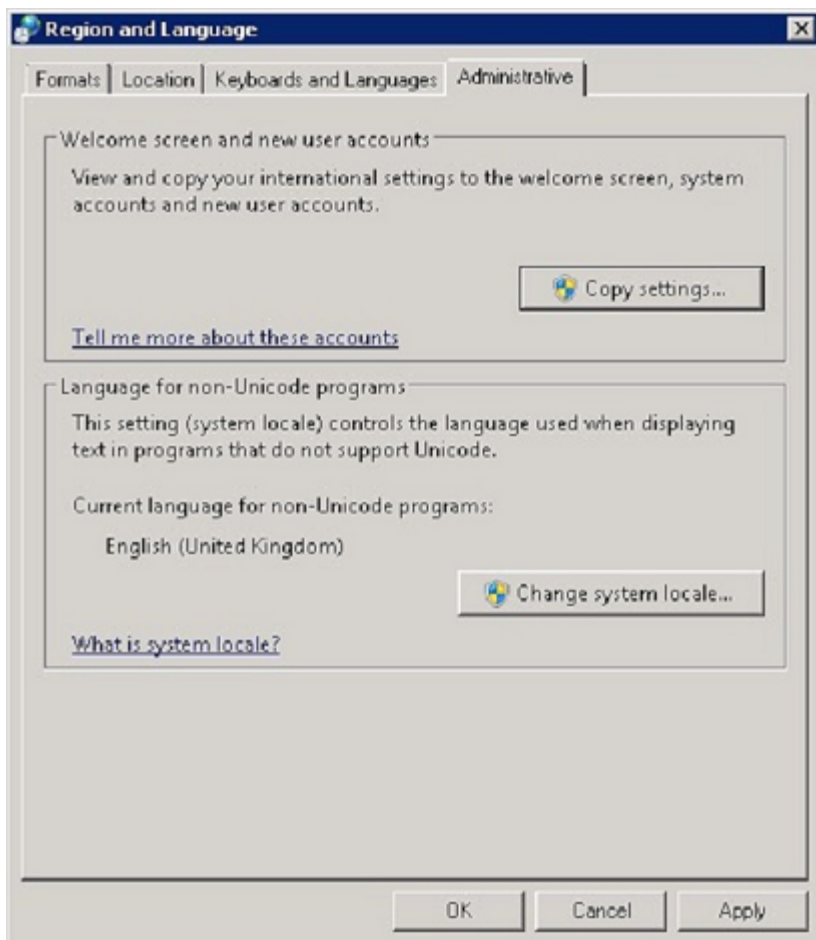 Region and Language
Formats Location Keyboards and Languages Administrative
Welcome screen and new user accounts
View and copy your international settings to the welcome screen, system
accounts and new user accounts.
Copy settings...
Tell me more about these accounts
Language for non-Unicode programs
This setting (system locale) controls the language used when displaying
text in programs that do not support Unicode.
Current language for non-Unicode programs:
English (United Kingdom)
Change system locale...
What is system locale?
OK Cancel Apply